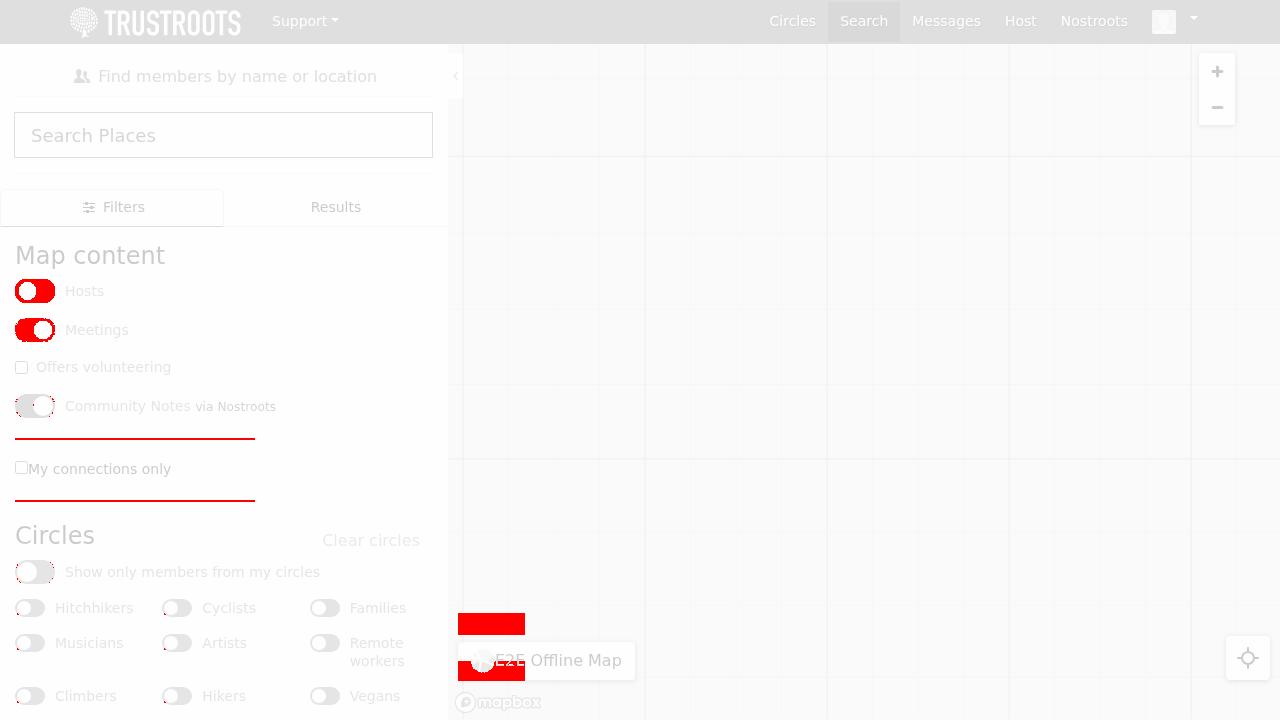 TRUSTROOTS
Support
Circles
Search
Messages
Host
Nostroots
Find members by name or location
Search Places
Filters
Results
Map content
Hosts
Meetings
Offers volunteering
Community Notes via Nostroots
My connections only
Circles
Clear circles
Show only members from my circles
Hitchhikers
Cyclists
Families
Musicians
Artists
Remote
workers
Climbers
Hikers
Vegans
E2E Offline Map
mapbox